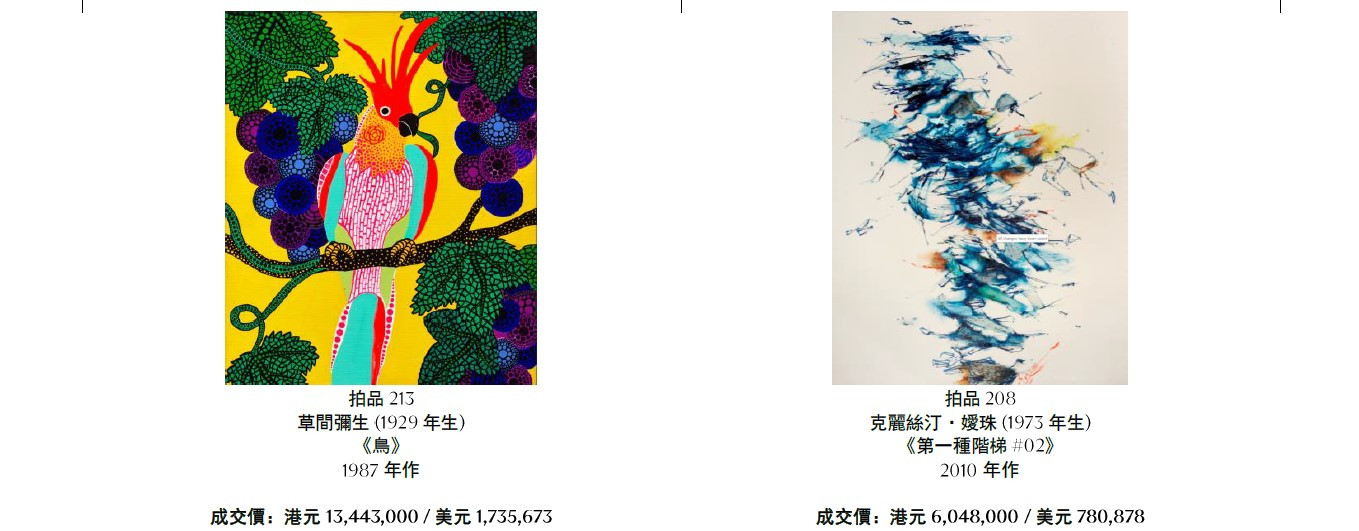 拍品 213
草間彌生 (1929 年生)
《鳥》
1987 年作
成交價：港元 13,443,000 / 美元 1,735,673
拍品 208
克麗絲汀・嬡珠 (1973 年生)
《第一種階梯 #02》
2010 年作
成交價：港元 6,048,000 / 美元 780,878